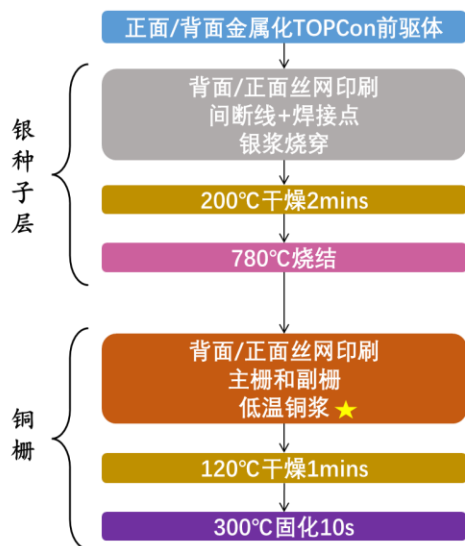 正面/背面金属化TOPCon前驱体
银种子层
背面/正面丝网印刷
间断线+焊接点
银浆烧穿
200℃干燥2mins
780℃烧结
铜栅
背面/正面丝网印刷
主栅和副栅
低温铜浆
120℃干燥1mins
300℃固化10s